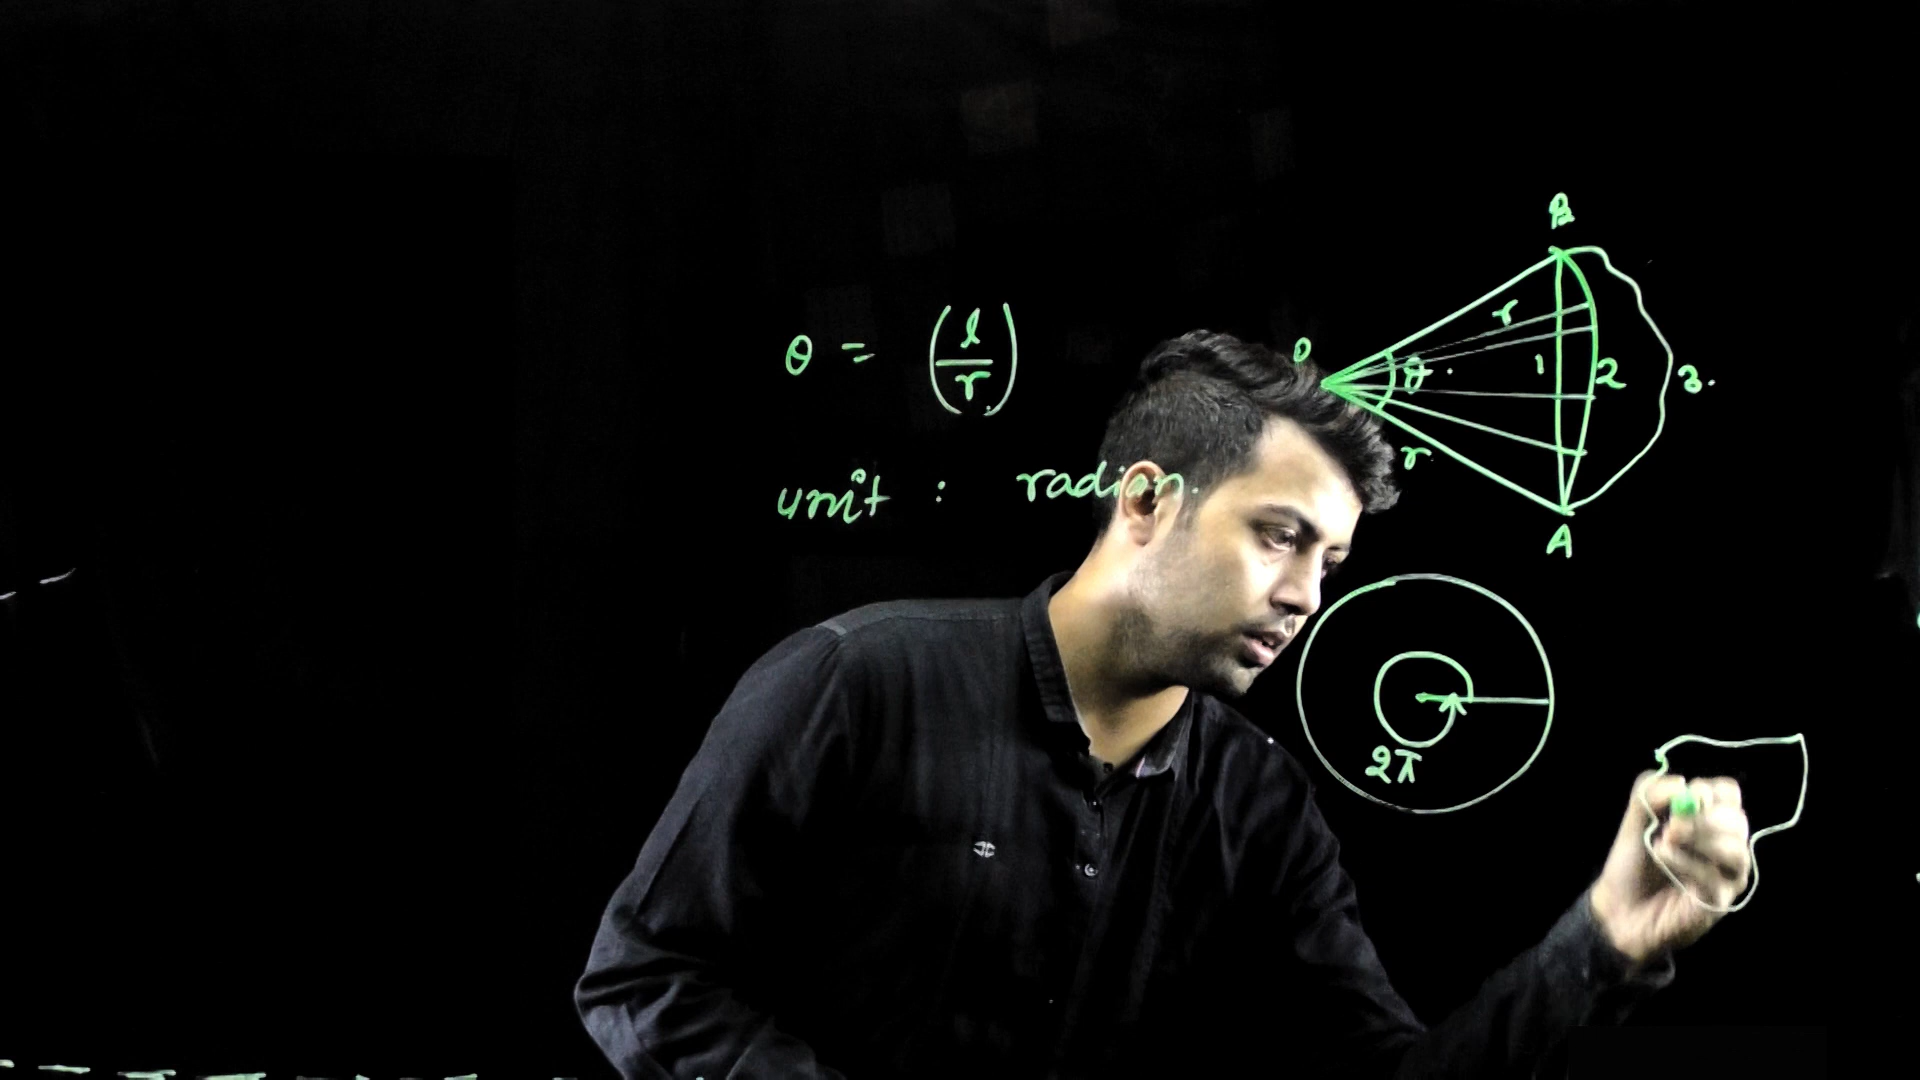 θ = (l/r)
unit : radian.
B
O
r
θ
1
2
3.
r
A
2π